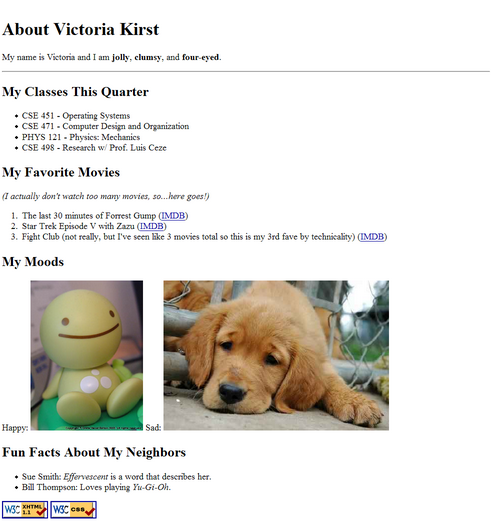 About Victoria Kirst
My name is Victoria and I am jolly, clumsy, and four-eyed.
My Classes This Quarter
CSE 451 - Operating Systems
CSE 471 - Computer Design and Organization
PHYS 121 - Physics: Mechanics
CSE 498 - Research w/ Prof. Luis Ceze
My Favorite Movies
(I actually don't watch too many movies, so...here goes!)
1. The last 30 minutes of Forrest Gump (IMDB)
2. Star Trek Episode V with Zazu (IMDB)
3. Fight Club (not really, but I've seen like 3 movies total so this is my 3rd fave by technicality) (IMDB)
My Moods
Happy: Sad:
Fun Facts About My Neighbors
Sue Smith: Effervescent is a word that describes her.
Bill Thompson: Loves playing Yu-Gi-Oh.
W3C XHTML 1.1 W3C CSS